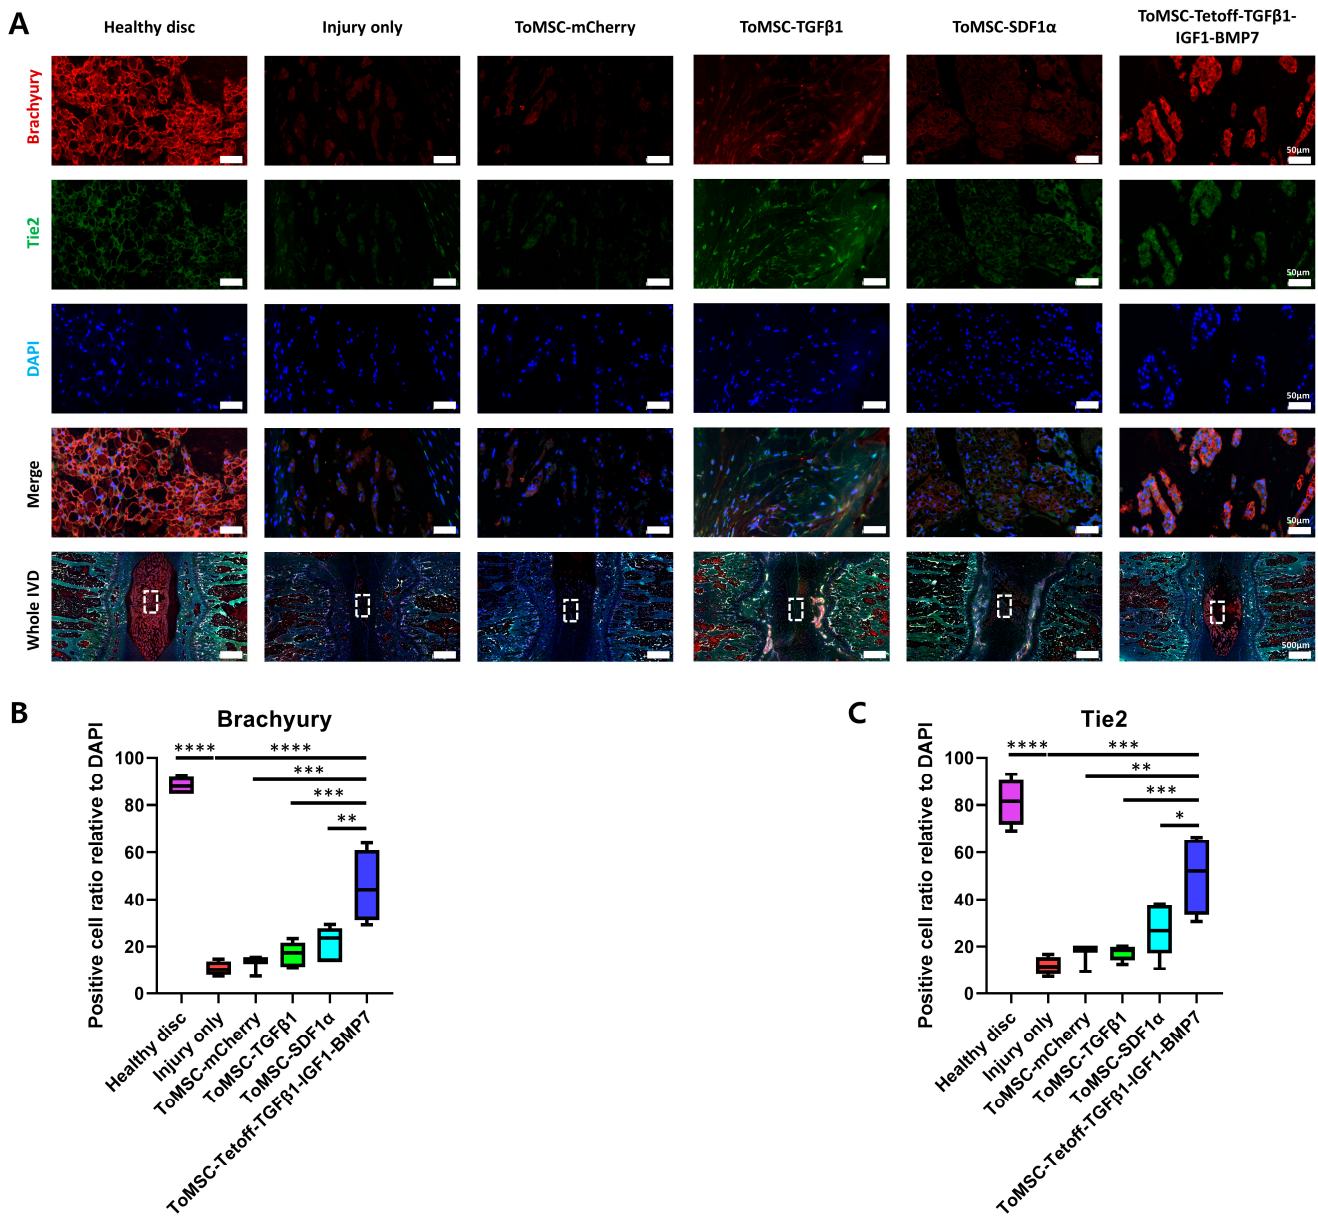 A
Healthy disc
Injury only
ToMSC-mCherry
ToMSC-TGFβ1
ToMSC-SDF1α
ToMSC-Tetoff-TGFβ1-
IGF1-BMP7
Brachyury
50μm
Tie2
50μm
DAPI
50μm
Merge
50μm
Whole IVD
500μm
B
Brachyury
Positive cell ratio relative to DAPI
100
80
60
40
20
0
****
****
***
***
**
Healthy disc
Injury only
ToMSC-mCherry
ToMSC-TGFβ1
ToMSC-SDF1α
ToMSC-Tetoff-TGFβ1-IGF1-BMP7
C
Tie2
Positive cell ratio relative to DAPI
100
80
60
40
20
0
****
***
**
***
*
Healthy disc
Injury only
ToMSC-mCherry
ToMSC-TGFβ1
ToMSC-SDF1α
ToMSC-Tetoff-TGFβ1-IGF1-BMP7